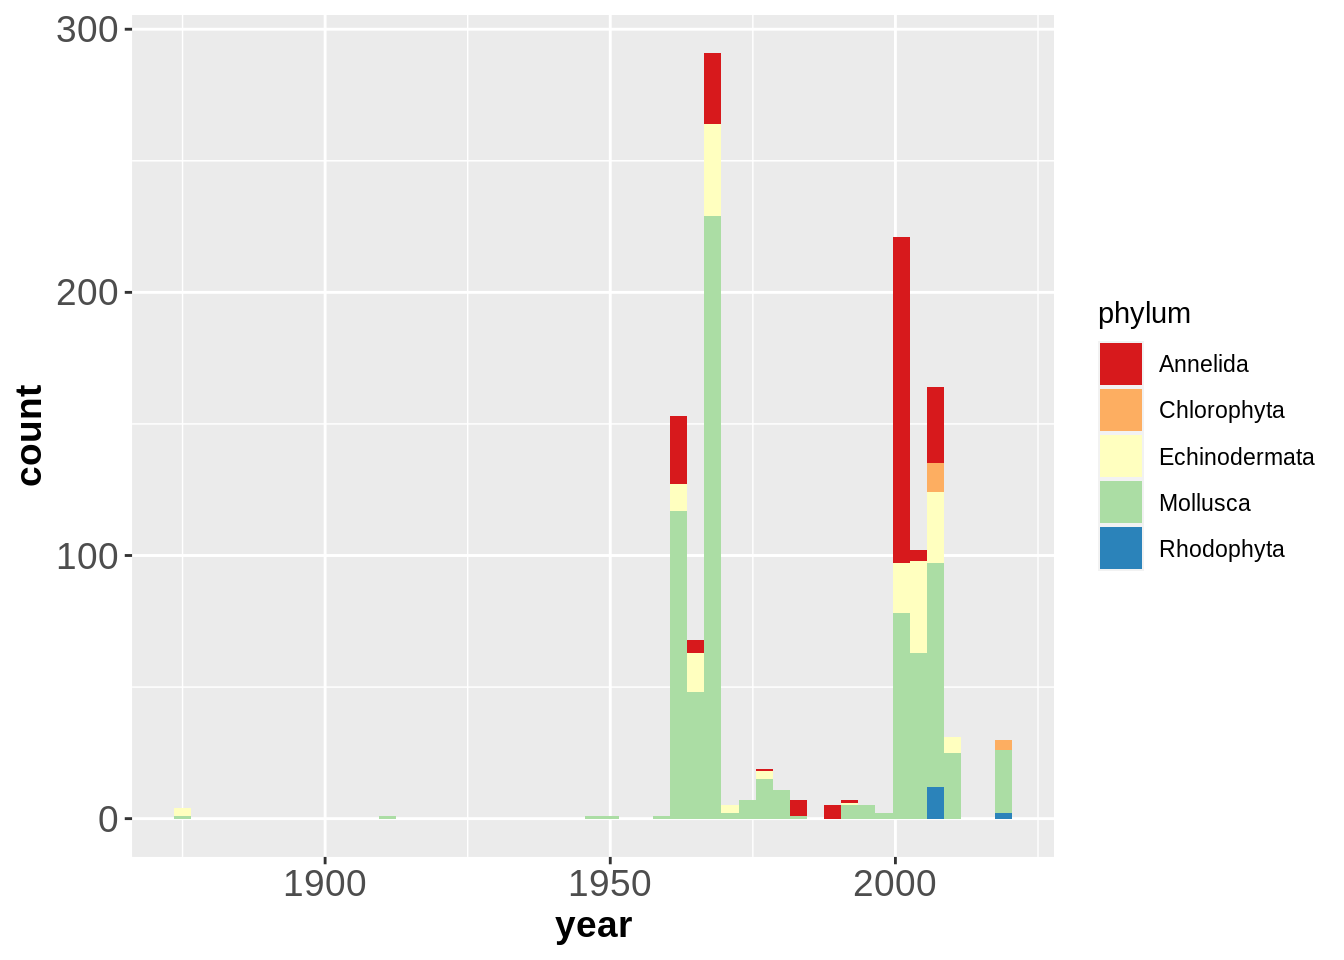 300
200
100
0
count
1900
1950
2000
year
phylum
Annelida
Chlorophyta
Echinodermata
Mollusca
Rhodophyta